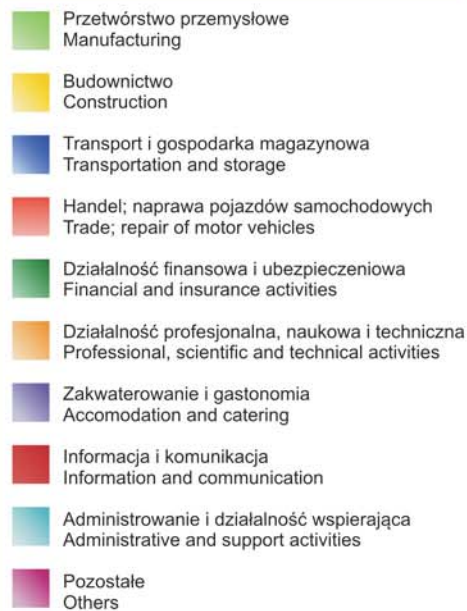 Przetwórstwo przemysłowe
Manufacturing
Budownictwo
Construction
Transport i gospodarka magazynowa
Transportation and storage
Handel; naprawa pojazdów samochodowych
Trade; repair of motor vehicles
Działalność finansowa i ubezpieczeniowa
Financial and insurance activities
Działalność profesjonalna, naukowa i techniczna
Professional, scientific and technical activities
Zakwaterowanie i gastonomia
Accomodation and catering
Informacja i komunikacja
Information and communication
Administrowanie i działalność wspierająca
Administrative and support activities
Pozostałe
Others